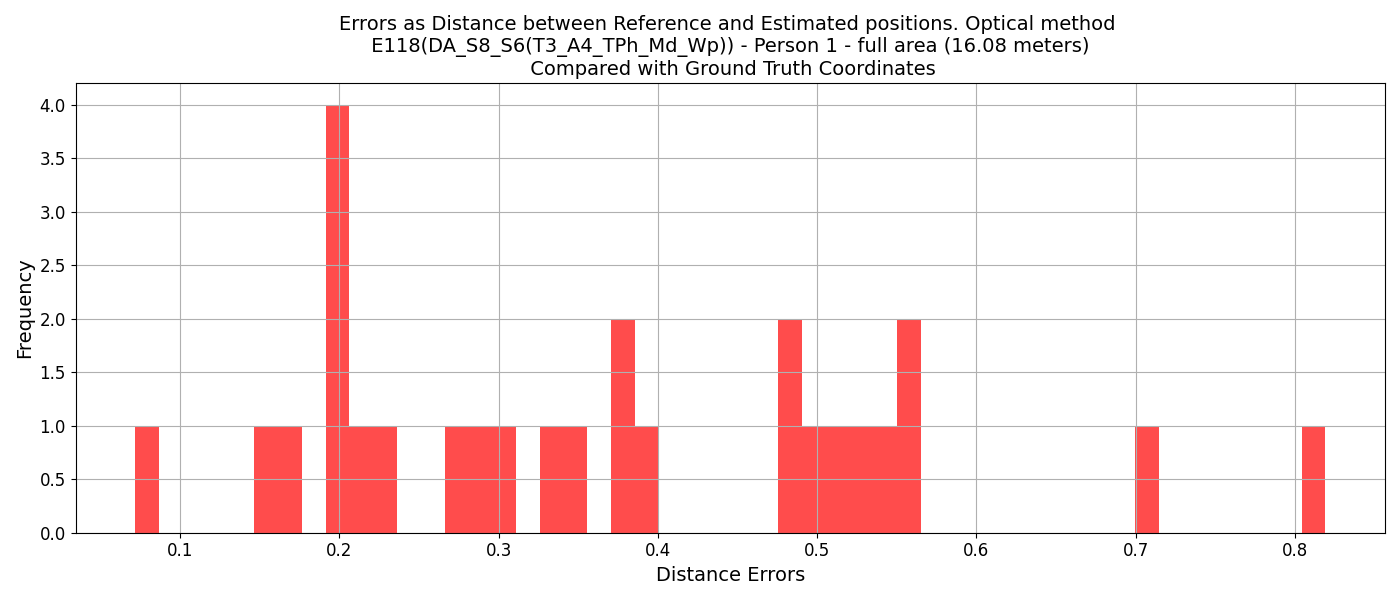 Errors as Distance between Reference and Estimated positions. Optical method
E118(DA_S8_S6(T3_A4_TPh_Md_Wp)) - Person 1 - full area (16.08 meters)
Compared with Ground Truth Coordinates
4.0
3.5
3.0
2.5
2.0
1.5
1.0
0.5
0.0
Frequency
0.1 0.2 0.3 0.4 0.5 0.6 0.7 0.8
Distance Errors